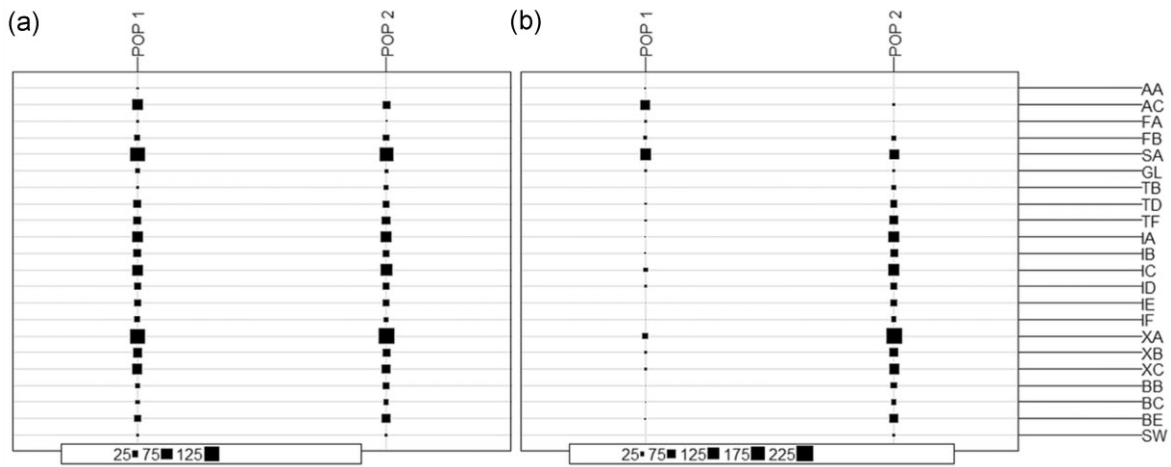 (a)
(b)
POP 1
POP 2
POP 1
POP 2
AA
AC
FA
FB
SA
GL
TB
TD
TF
IA
IB
IC
ID
IE
IF
XA
XB
XC
BB
BC
BE
SW
25 75 125
25 75 125 175 225